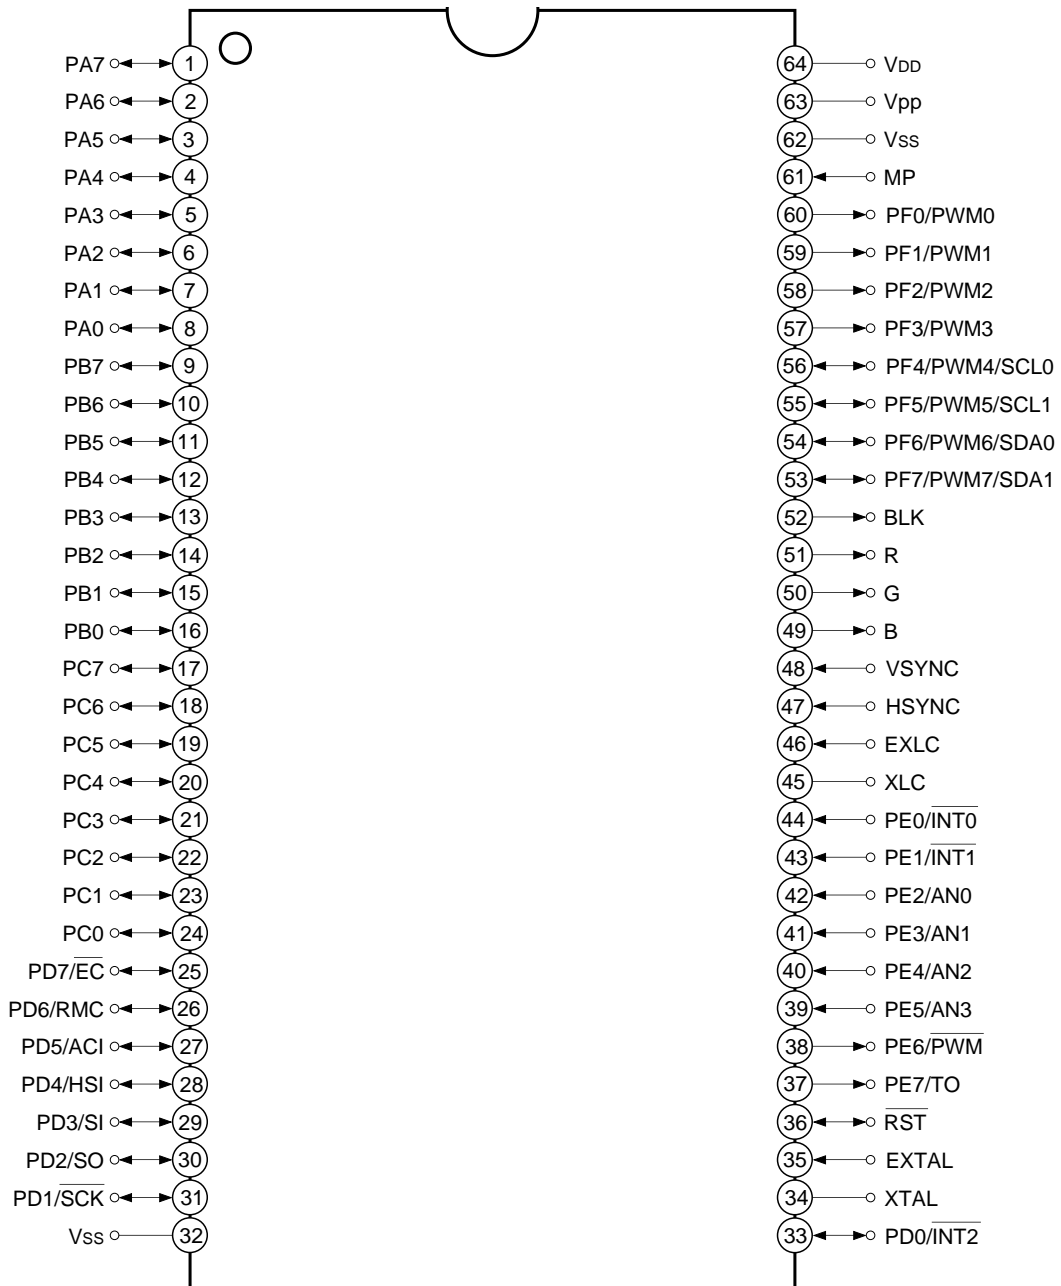 PA7 1 64 VDD
PA6 2 63 Vpp
PA5 3 62 Vss
PA4 4 61 MP
PA3 5 60 PF0/PWM0
PA2 6 59 PF1/PWM1
PA1 7 58 PF2/PWM2
PA0 8 57 PF3/PWM3
PB7 9 56 PF4/PWM4/SCL0
PB6 10 55 PF5/PWM5/SCL1
PB5 11 54 PF6/PWM6/SDA0
PB4 12 53 PF7/PWM7/SDA1
PB3 13 52 BLK
PB2 14 51 R
PB1 15 50 G
PB0 16 49 B
PC7 17 48 VSYNC
PC6 18 47 HSYNC
PC5 19 46 EXLC
PC4 20 45 XLC
PC3 21 44 PE0/INT0
PC2 22 43 PE1/INT1
PC1 23 42 PE2/AN0
PC0 24 41 PE3/AN1
PD7/EC 25 40 PE4/AN2
PD6/RMC 26 39 PE5/AN3
PD5/ACI 27 38 PE6/PWM
PD4/HSI 28 37 PE7/TO
PD3/SI 29 36 RST
PD2/SO 30 35 EXTAL
PD1/SCK 31 34 XTAL
Vss 32 33 PD0/INT2